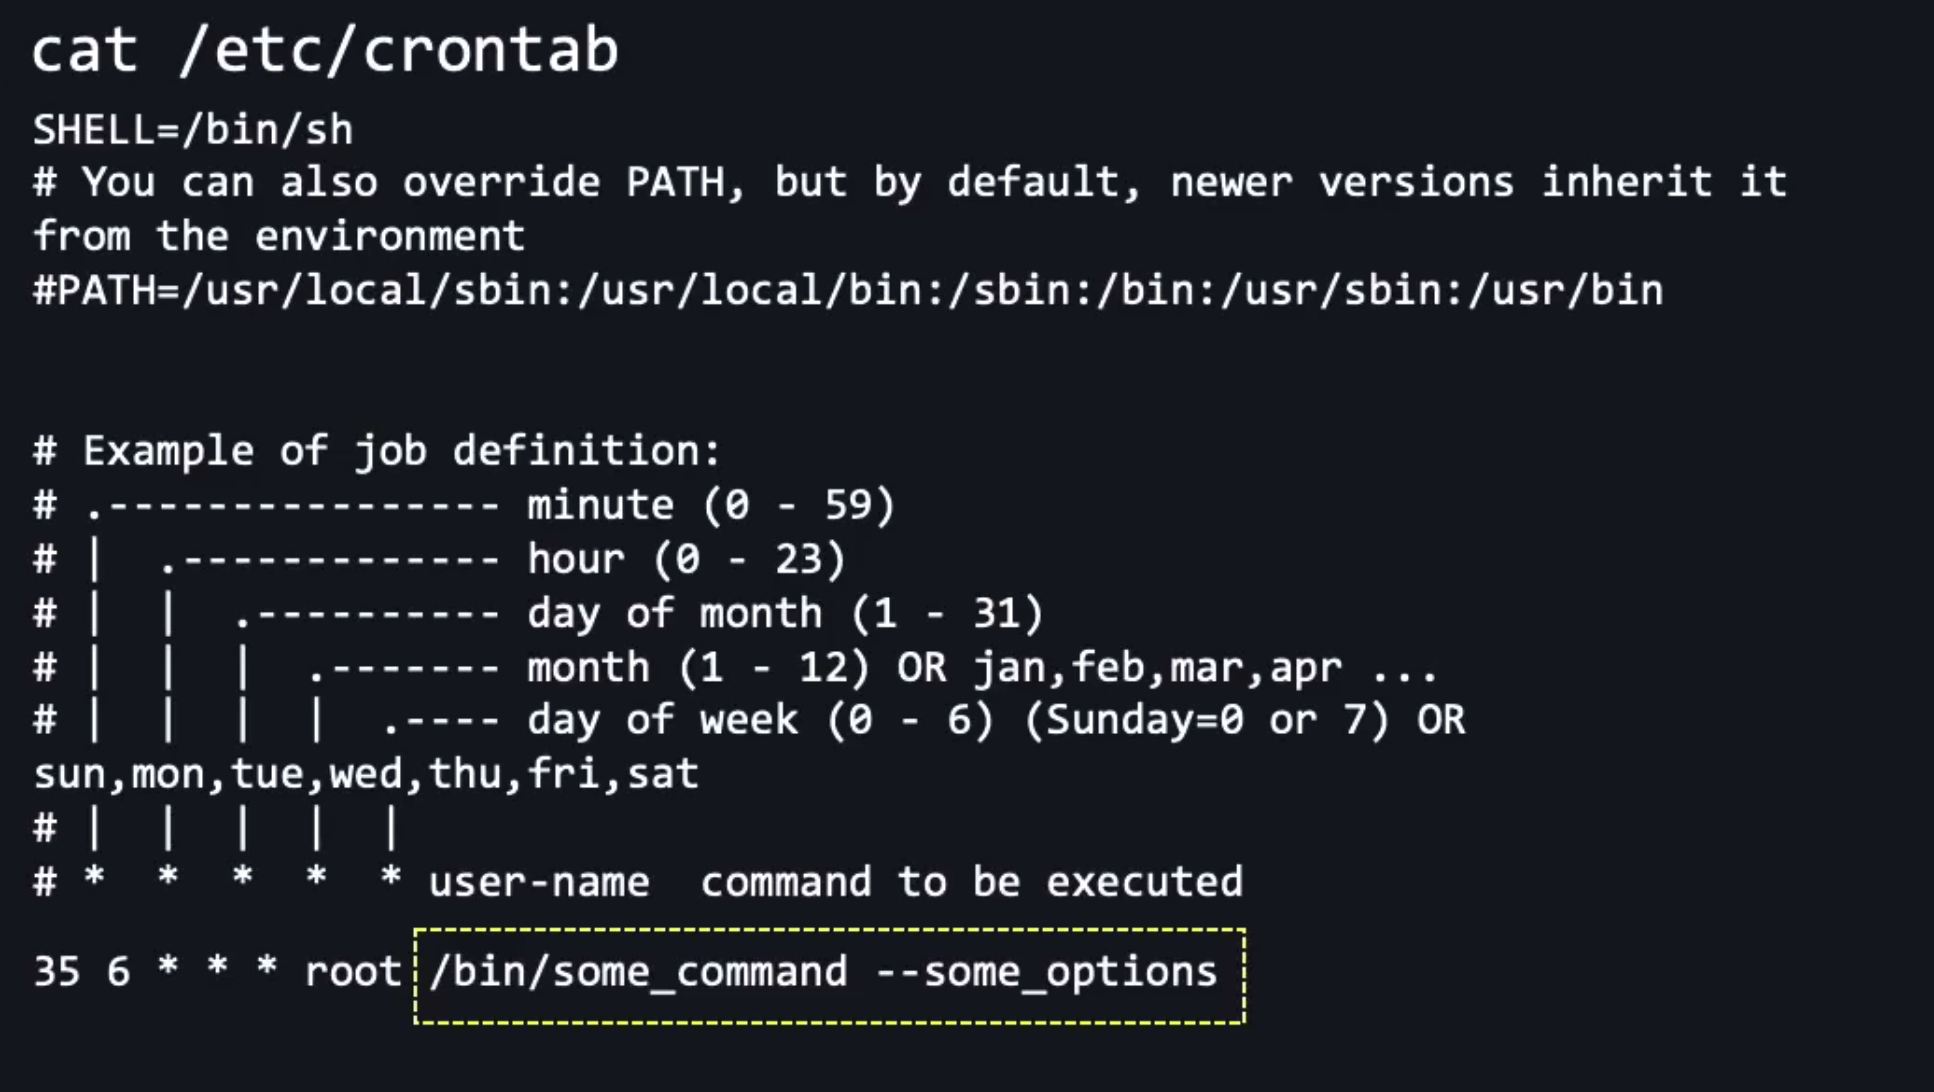 cat /etc/crontab
SHELL=/bin/sh
# You can also override PATH, but by default, newer versions inherit it
from the environment
#PATH=/usr/local/sbin:/usr/local/bin:/sbin:/bin:/usr/sbin:/usr/bin
# Example of job definition:
# .---------------- minute (0 - 59)
# |  .------------- hour (0 - 23)
# |  |  .---------- day of month (1 - 31)
# |  |  |  .------- month (1 - 12) OR jan,feb,mar,apr ...
# |  |  |  |  .---- day of week (0 - 6) (Sunday=0 or 7) OR
sun,mon,tue,wed,thu,fri,sat
# |  |  |  |  |
# *  *  *  *  * user-name  command to be executed
35 6 * * * root /bin/some_command --some_options